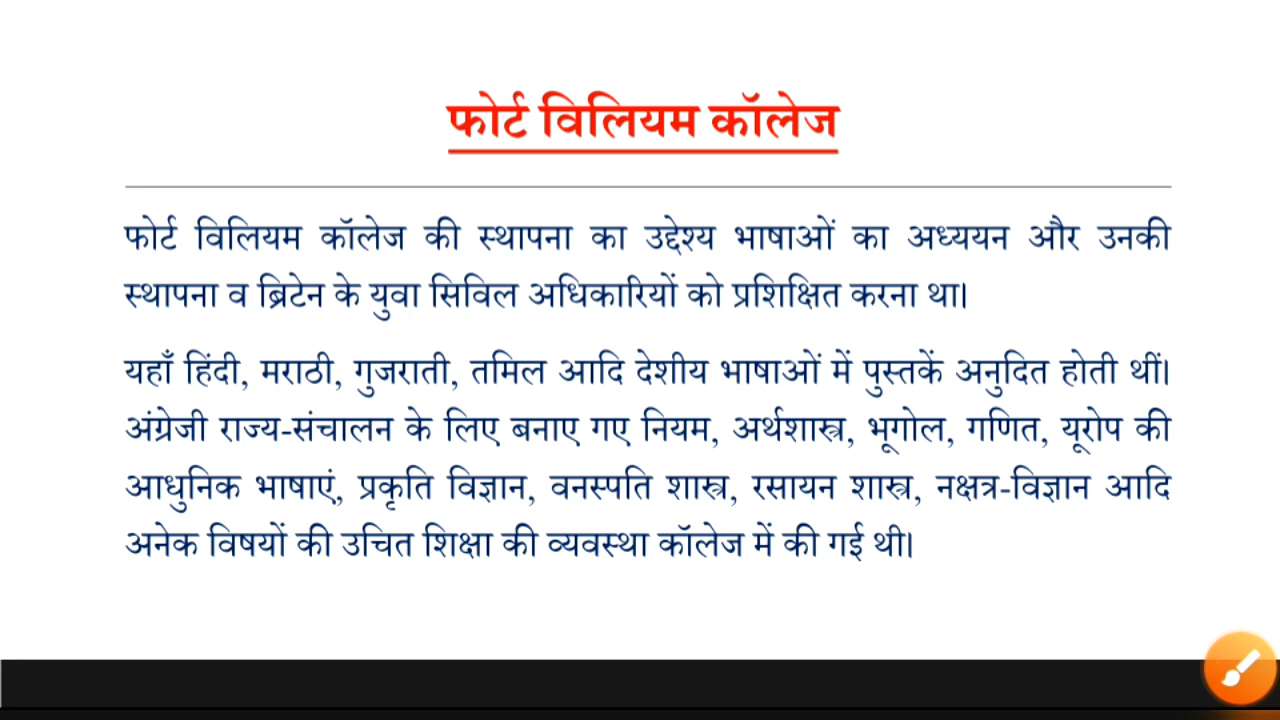 फोर्ट विलियम कॉलेज
फोर्ट विलियम कॉलेज की स्थापना का उद्देश्य भाषाओं का अध्ययन और उनकी
स्थापना व ब्रिटेन के युवा सिविल अधिकारियों को प्रशिक्षित करना था।
यहाँ हिंदी, मराठी, गुजराती, तमिल आदि देशीय भाषाओं में पुस्तकें अनुदित होती थीं।
अंग्रेजी राज्य-संचालन के लिए बनाए गए नियम, अर्थशास्त्र, भूगोल, गणित, यूरोप की
आधुनिक भाषाएं, प्रकृति विज्ञान, वनस्पति शास्त्र, रसायन शास्त्र, नक्षत्र-विज्ञान आदि
अनेक विषयों की उचित शिक्षा की व्यवस्था कॉलेज में की गई थी।